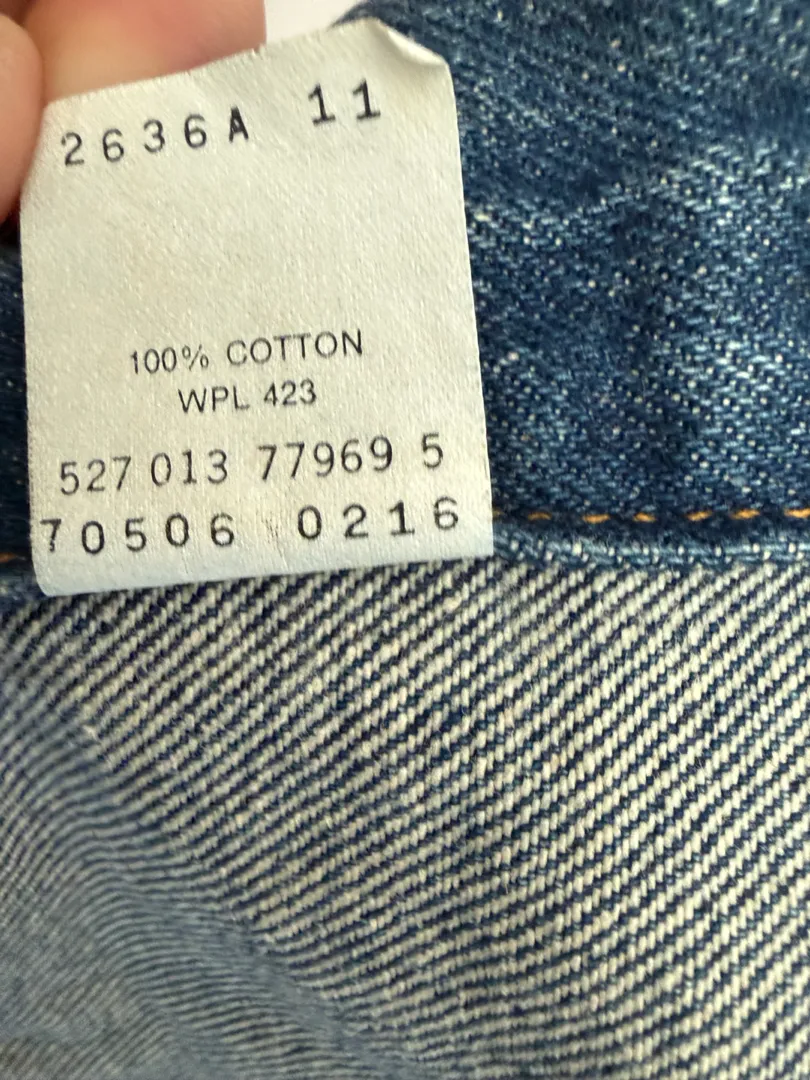 2636A 11
100% COTTON
WPL 423
527 013 77969 5
70506 0216